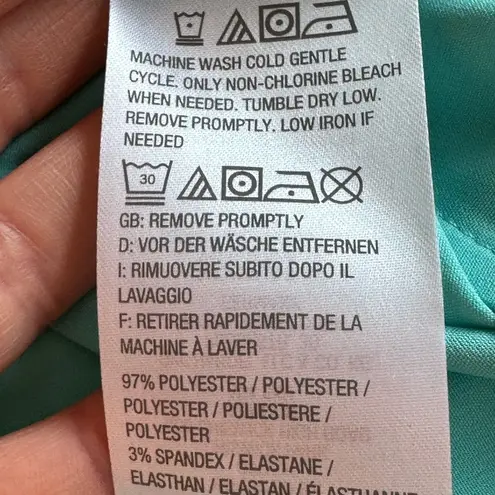 MACHINE WASH COLD GENTLE
CYCLE. ONLY NON-CHLORINE BLEACH
WHEN NEEDED. TUMBLE DRY LOW.
REMOVE PROMPTLY. LOW IRON IF
NEEDED
30
GB: REMOVE PROMPTLY
D: VOR DER WÄSCHE ENTFERNEN
I: RIMUOVERE SUBITO DOPO IL
LAVAGGIO
F: RETIRER RAPIDEMENT DE LA
MACHINE À LAVER
97% POLYESTER / POLYESTER /
POLYESTER / POLIESTERE /
POLYESTER
3% SPANDEX / ELASTANE /
ELASTHAN / ELASTAN / ÉLASTHANNE